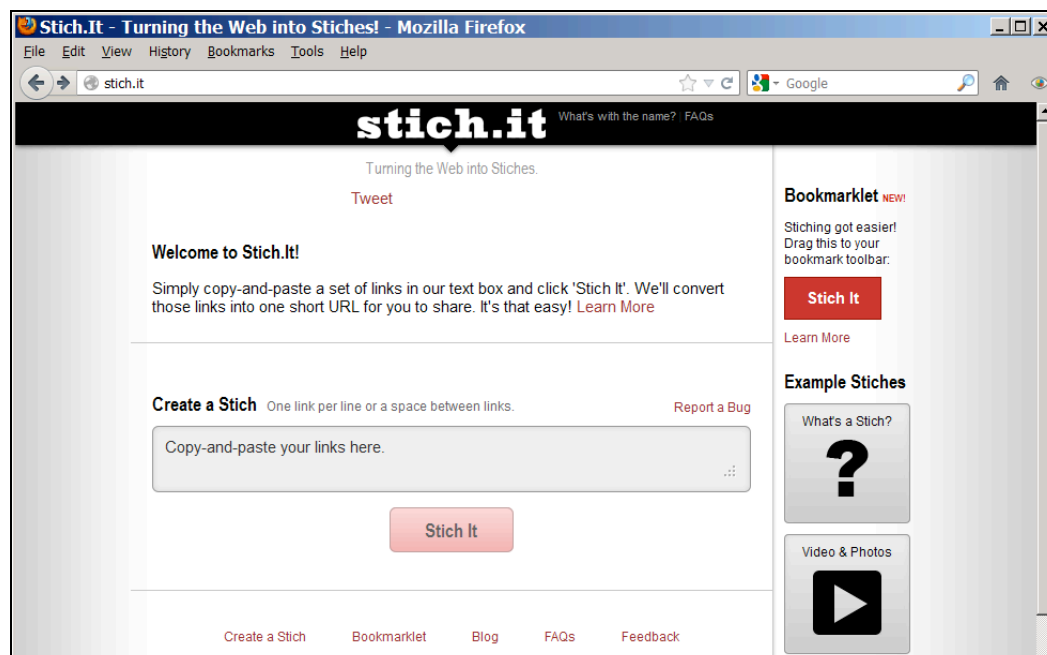 Stich.It - Turning the Web into Stiches! - Mozilla Firefox
File Edit View History Bookmarks Tools Help
stich.it
Google
stich.it
What's with the name? | FAQs
Turning the Web into Stiches.
Tweet
Welcome to Stich.It!
Simply copy-and-paste a set of links in our text box and click 'Stich It'. We'll convert
those links into one short URL for you to share. It's that easy! Learn More
Create a Stich One link per line or a space between links.
Report a Bug
Copy-and-paste your links here.
Stich It
Create a Stich Bookmarklet Blog FAQs Feedback
Bookmarklet NEW!
Stiching got easier!
Drag this to your
bookmark toolbar:
Stich It
Learn More
Example Stiches
What's a Stich?
?
Video & Photos